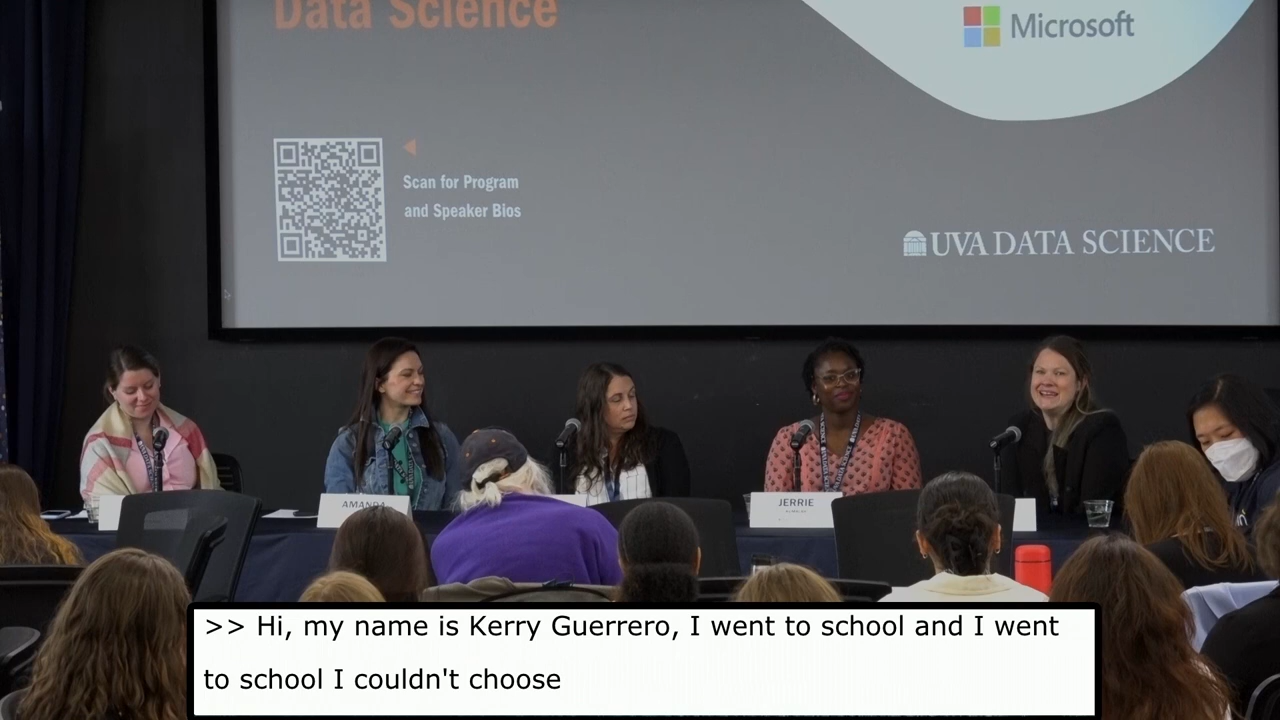 Data Science
Microsoft
Scan for Program
and Speaker Bios
UVA DATA SCIENCE
AMANDA
JERRIE
>> Hi, my name is Kerry Guerrero, I went to school and I went
to school I couldn't choose